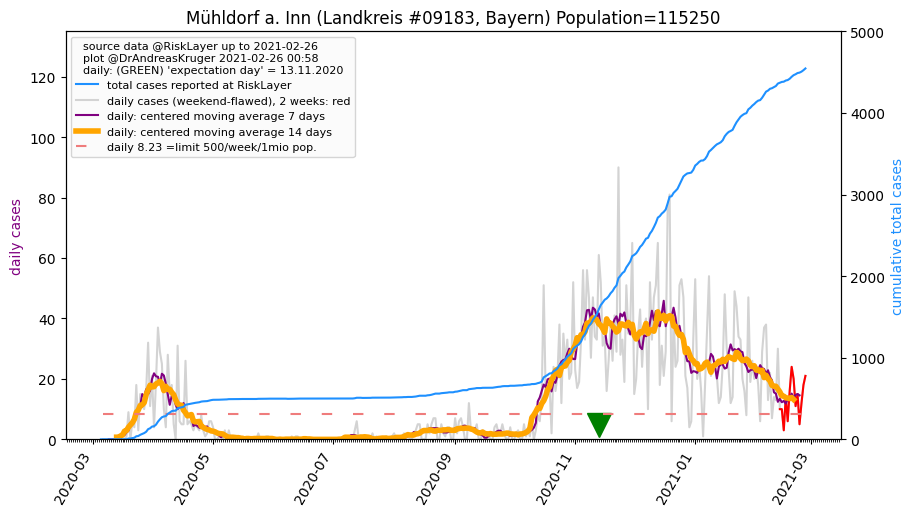 Mühldorf a. Inn (Landkreis #09183, Bayern) Population=115250
source data @RiskLayer up to 2021-02-26
plot @DrAndreasKruger 2021-02-26 00:58
daily: (GREEN) 'expectation day' = 13.11.2020
total cases reported at RiskLayer
daily cases (weekend-flawed), 2 weeks: red
daily: centered moving average 7 days
daily: centered moving average 14 days
daily 8.23 =limit 500/week/1mio pop.
daily cases
0
20
40
60
80
100
120
cumulative total cases
0
1000
2000
3000
4000
5000
2020-03
2020-05
2020-07
2020-09
2020-11
2021-01
2021-03